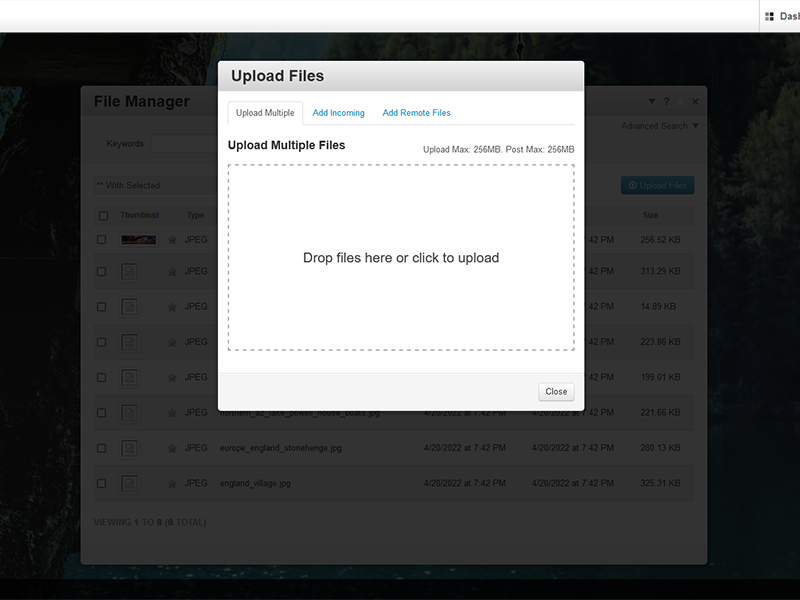 Dash
Upload Files
File Manager
?
Upload Multiple
Add Incoming
Add Remote Files
Advanced Search
Keywords
Upload Multiple Files
Upload Max: 256MB. Post Max: 256MB
** With Selected
Upload Files
Thumbnail
Type
Size
JPEG
:42 PM
256.52 KB
Drop files here or click to upload
JPEG
:42 PM
313.29 KB
JPEG
:42 PM
14.89 KB
JPEG
:42 PM
223.86 KB
JPEG
:42 PM
199.01 KB
Close
JPEG
northern_az_lake_powell_house_boats.jpg
4/20/2022 at 7:42 PM
4/20/2022 at 7:42 PM
221.66 KB
JPEG
europe_england_stonehenge.jpg
4/20/2022 at 7:42 PM
4/20/2022 at 7:42 PM
280.13 KB
JPEG
england_village.jpg
4/20/2022 at 7:42 PM
4/20/2022 at 7:42 PM
325.31 KB
VIEWING 1 TO 8 (8 TOTAL)